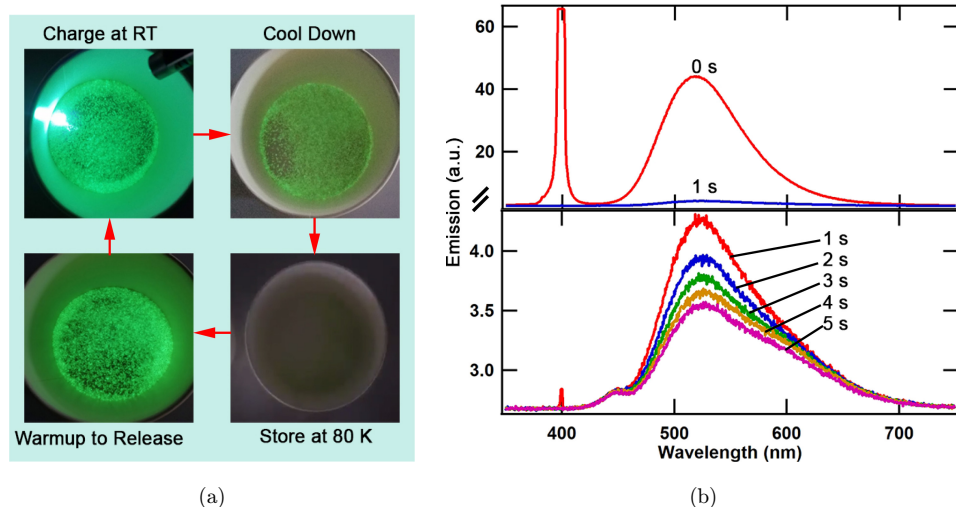 Charge at RT
Cool Down
Warmup to Release
Store at 80 K
(a)
60
40
20
0 s
1 s
Emission (a.u.)
4.0
3.5
3.0
1 s
2 s
3 s
4 s
5 s
400
500
600
700
Wavelength (nm)
(b)